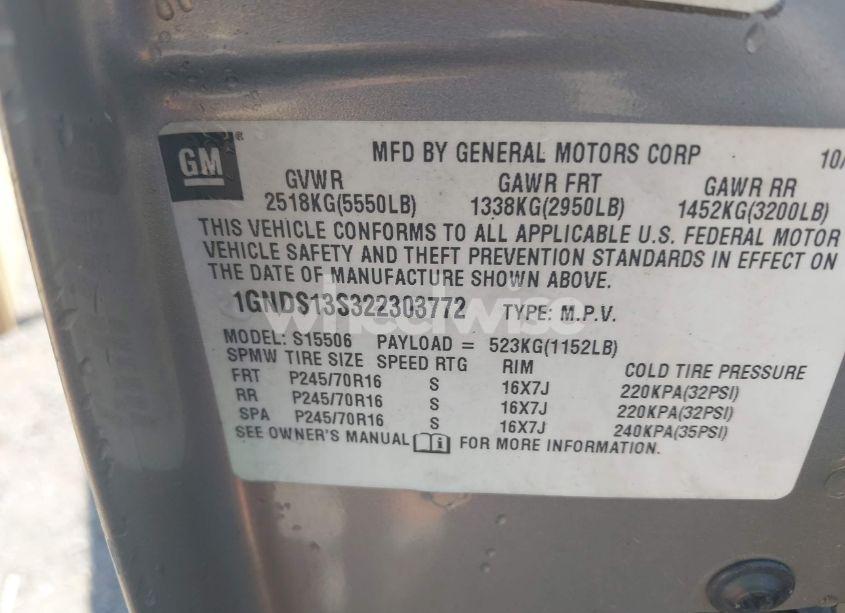 GM
MFD BY GENERAL MOTORS CORP 10/
GVWR GAWR FRT GAWR RR
2518KG(5550LB) 1338KG(2950LB) 1452KG(3200LB)
THIS VEHICLE CONFORMS TO ALL APPLICABLE U.S. FEDERAL MOTOR
VEHICLE SAFETY AND THEFT PREVENTION STANDARDS IN EFFECT ON
THE DATE OF MANUFACTURE SHOWN ABOVE.
1GNDS13S322303772 TYPE: M.P.V.
wheelwise
MODEL: S15506 PAYLOAD = 523KG(1152LB)
SPMW TIRE SIZE SPEED RTG RIM COLD TIRE PRESSURE
FRT P245/70R16 S 16X7J 220KPA(32PSI)
RR P245/70R16 S 16X7J 220KPA(32PSI)
SPA P245/70R16 S 16X7J 240KPA(35PSI)
SEE OWNER'S MANUAL FOR MORE INFORMATION.